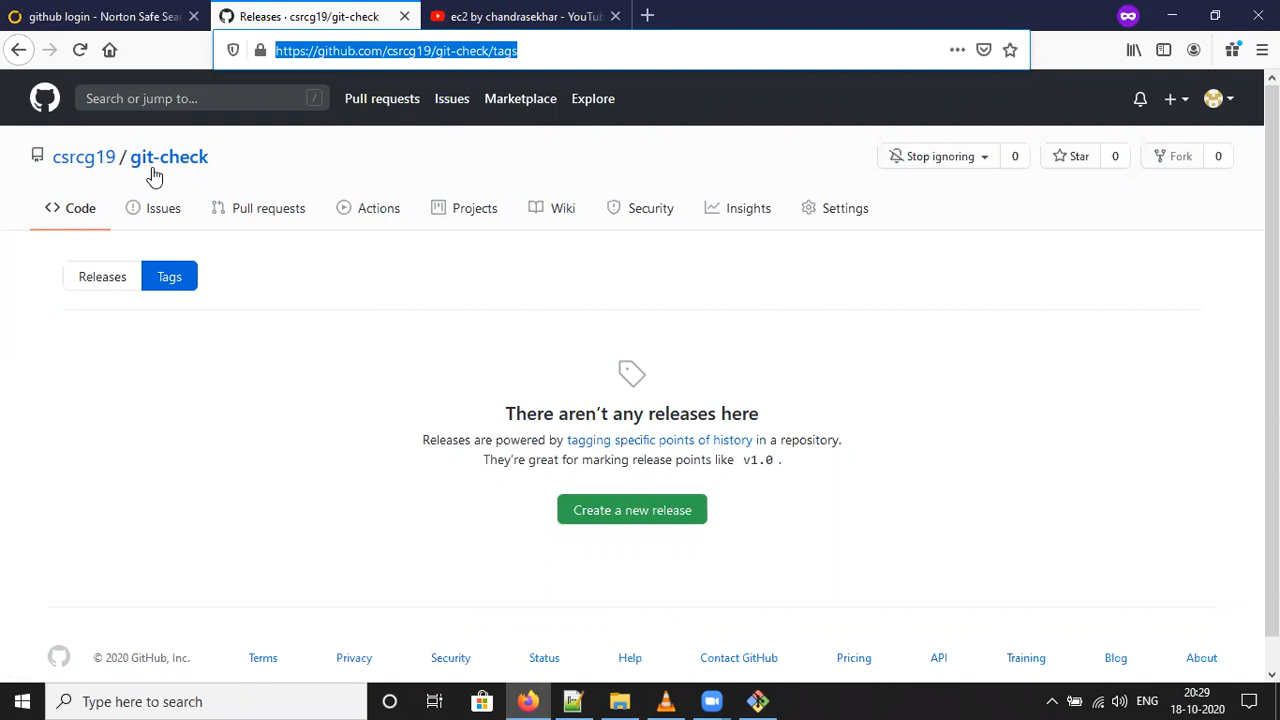 github login - Norton Safe Sear
Releases · csrcg19/git-check
ec2 by chandrasekhar - YouTub
https://github.com/csrcg19/git-check/tags
Search or jump to...
/
Pull requests
Issues
Marketplace
Explore
csrcg19 / git-check
Stop ignoring
0
Star
0
Fork
0
Code
Issues
Pull requests
Actions
Projects
Wiki
Security
Insights
Settings
Releases
Tags
There aren’t any releases here
Releases are powered by tagging specific points of history in a repository.
They’re great for marking release points like v1.0 .
Create a new release
© 2020 GitHub, Inc.
Terms
Privacy
Security
Status
Help
Contact GitHub
Pricing
API
Training
Blog
About
Type here to search
ENG
20:29
18-10-2020